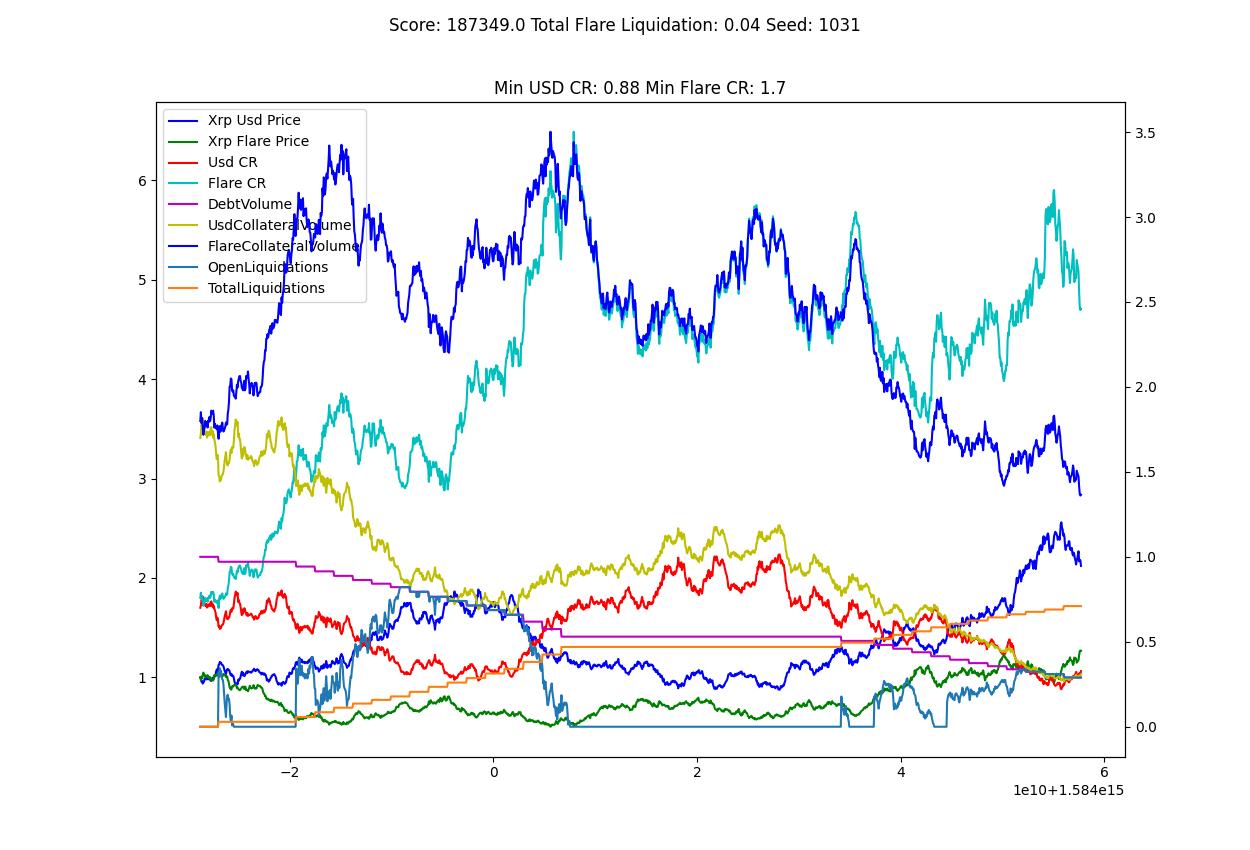 Score: 187349.0 Total Flare Liquidation: 0.04 Seed: 1031
Min USD CR: 0.88 Min Flare CR: 1.7
Xrp Usd Price
Xrp Flare Price
Usd CR
Flare CR
DebtVolume
UsdCollateralVolume
FlareCollateralVolume
OpenLiquidations
TotalLiquidations
6
5
4
3
2
1
3.5
3.0
2.5
2.0
1.5
1.0
0.5
0.0
−2 0 2 4 6
1e10+1.584e15